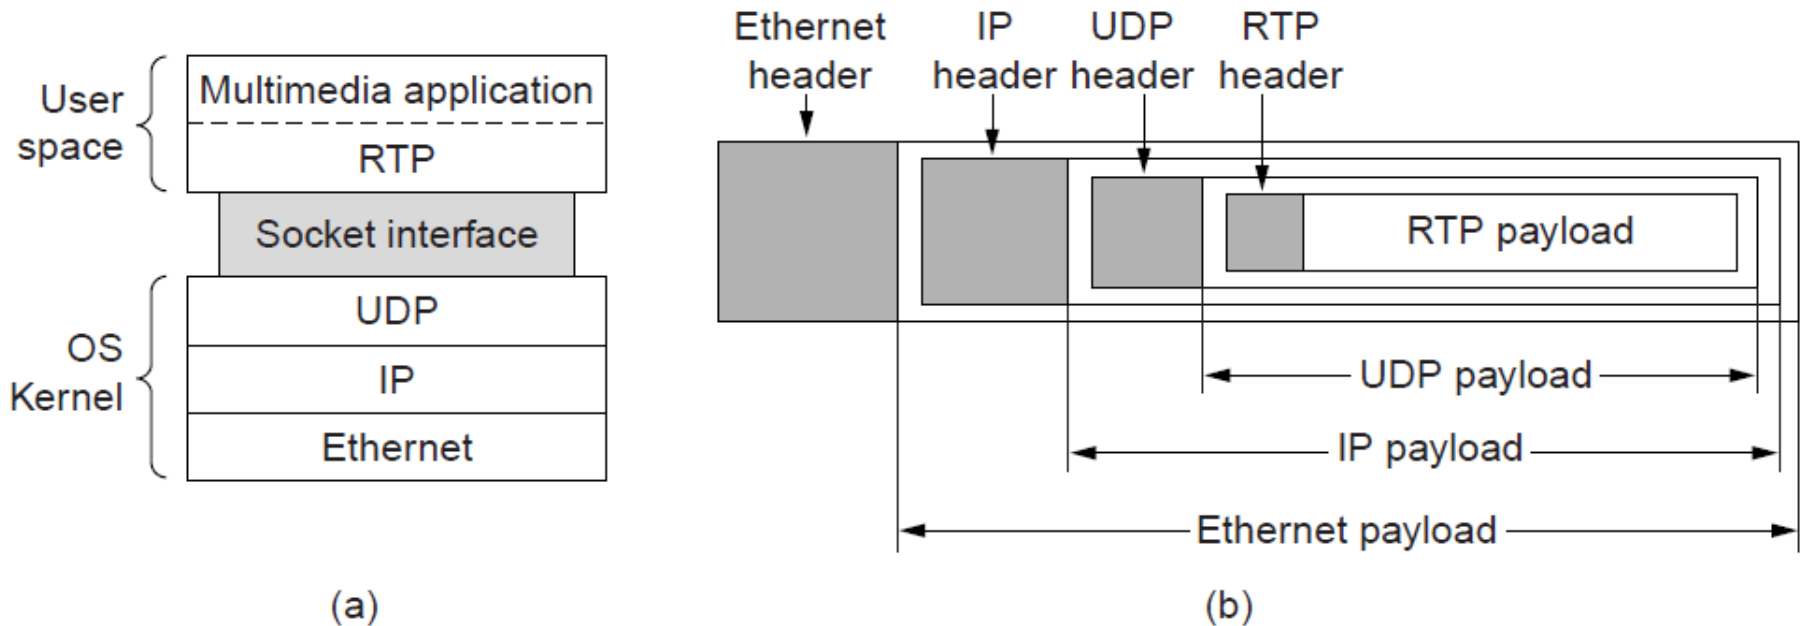 User
space
Multimedia application
RTP
Socket interface
OS
Kernel
UDP
IP
Ethernet
(a)
Ethernet
header
IP
header
UDP
header
RTP
header
RTP payload
UDP payload
IP payload
Ethernet payload
(b)